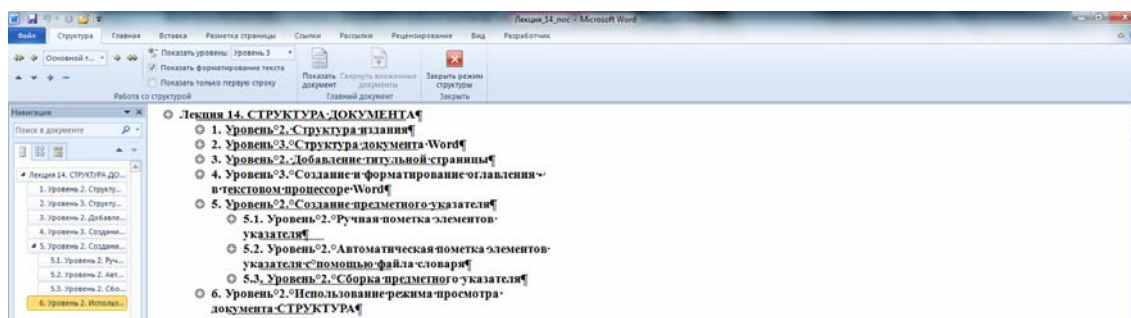 Лекция_14_пос - Microsoft Word
Файл Структура Главная Вставка Разметка страницы Ссылки Рассылки Рецензирование Вид Разработчик
Основной т... Показать уровень: Уровень 3
Показать форматирование текста
Показать только первую строку
Показать документ Свернуть вложенные документы Закрыть режим структуры
Работа со структурой Главный документ Закрыть
Навигация
Поиск в документе
Лекция 14. СТРУКТУРА ДО...
1. Уровень 2. Структу...
2. Уровень 3. Структу...
3. Уровень 2. Добавле...
4. Уровень 3. Создани...
5. Уровень 2. Создани...
5.1. Уровень 2. Руч...
5.2. Уровень 2. Авт...
5.3. Уровень 2. Сбо...
6. Уровень 2. Использ...
Лекция 14. СТРУКТУРА·ДОКУМЕНТА¶
1. Уровень°2.·Структура·издания¶
2. Уровень°3.°Структура·документа·Word¶
3. Уровень°2.·Добавление·титульной·страницы¶
4. Уровень°3.°Создание·и·форматирование·оглавления·
в·текстовом·процессоре·Word¶
5. Уровень°2.°Создание·предметного·указателя¶
5.1. Уровень°2.°Ручная·пометка·элементов·
указателя¶
5.2. Уровень°2.°Автоматическая·пометка·элементов·
указателя·с°помощью·файла·словаря¶
5.3. Уровень°2.°Сборка·предметного·указателя¶
6. Уровень°2.°Использование·режима·просмотра·
документа·СТРУКТУРА¶